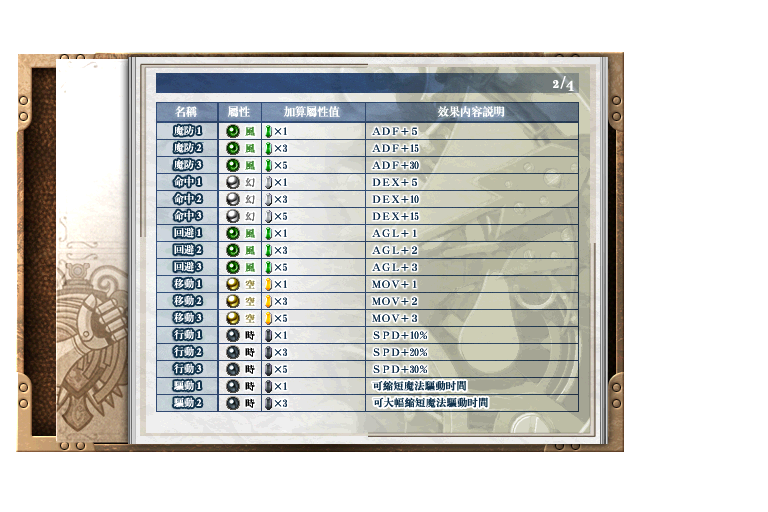 2/4
名稱 屬性 加算屬性值 效果內容説明
魔防1 風 ×1 ADF+5
魔防2 風 ×3 ADF+15
魔防3 風 ×5 ADF+30
命中1 幻 ×1 DEX+5
命中2 幻 ×3 DEX+10
命中3 幻 ×5 DEX+15
回避1 風 ×1 AGL+1
回避2 風 ×3 AGL+2
回避3 風 ×5 AGL+3
移動1 空 ×1 MOV+1
移動2 空 ×3 MOV+2
移動3 空 ×5 MOV+3
行動1 時 ×1 SPD+10%
行動2 時 ×3 SPD+20%
行動3 時 ×5 SPD+30%
驅動1 時 ×1 可縮短魔法驅動时間
驅動2 時 ×3 可大幅縮短魔法驅動时間